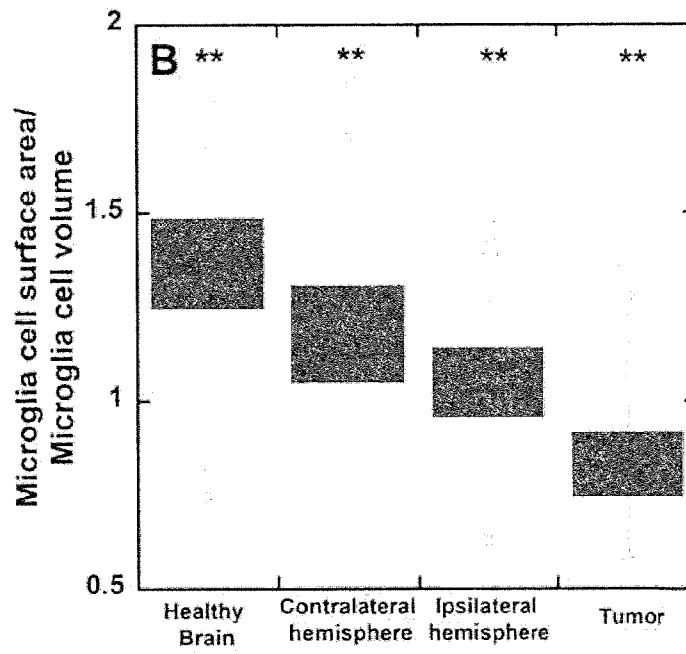 2
B ** ** ** **
1.5
1
0.5
Microglia cell surface area/
Microglia cell volume
Healthy
Brain
Contralateral
hemisphere
Ipsilateral
hemisphere
Tumor